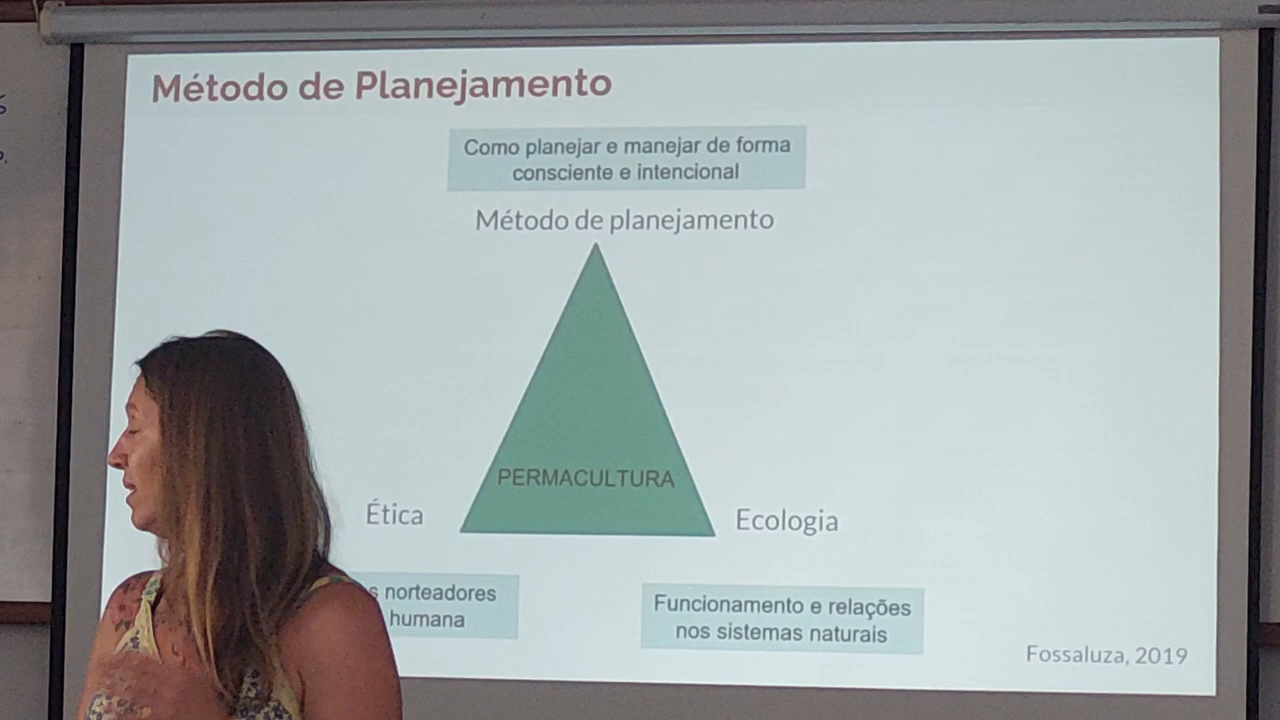 Método de Planejamento
Como planejar e manejar de forma
consciente e intencional
Método de planejamento
PERMACULTURA
Ética
Ecologia
norteadores
humana
Funcionamento e relações
nos sistemas naturais
Fossaluza, 2019